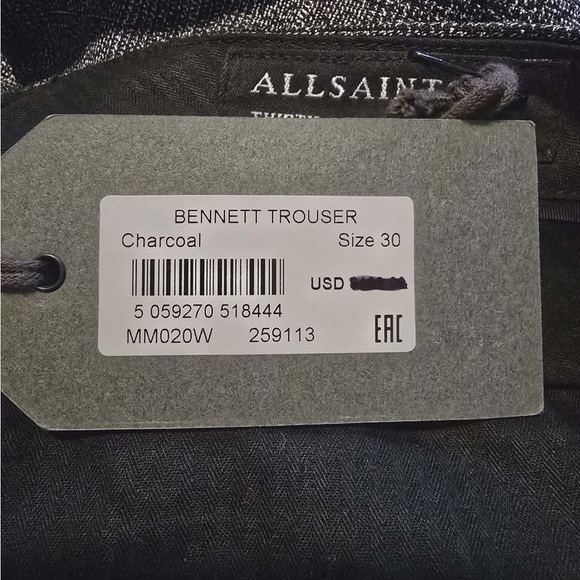 ALLSAINT
BENNETT TROUSER
Charcoal Size 30
USD
5 059270 518444
MM020W 259113
EAC